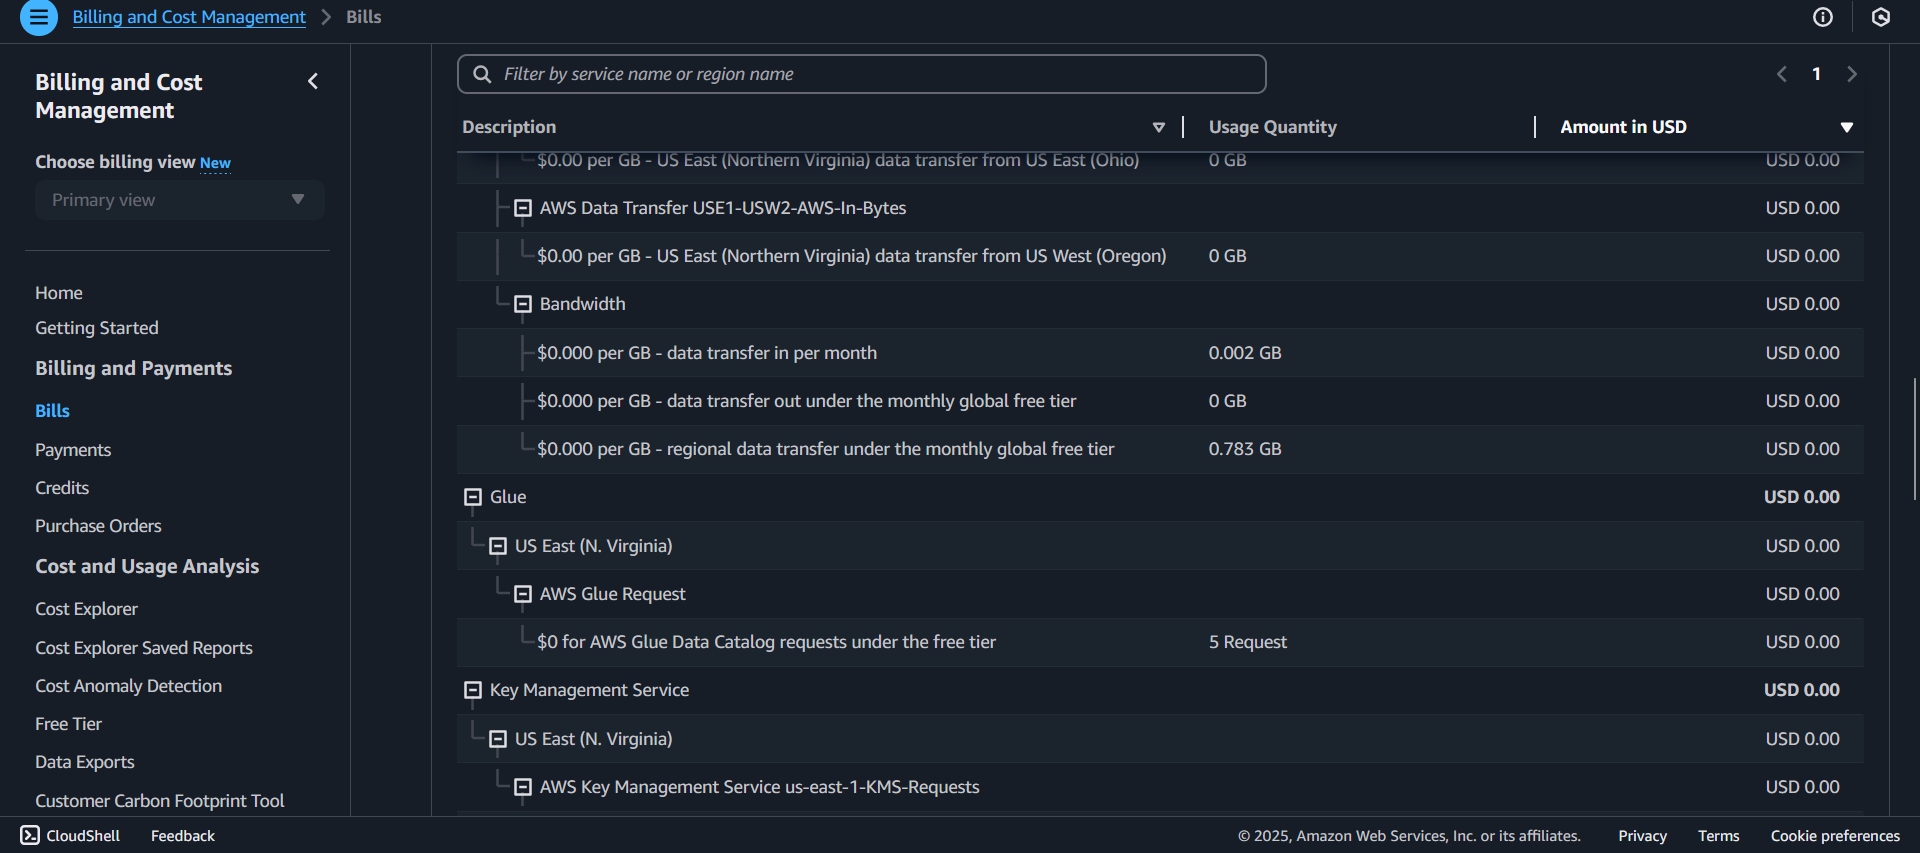 Billing and Cost Management > Bills
Billing and Cost
Management
Choose billing view New
Primary view
Home
Getting Started
Billing and Payments
Bills
Payments
Credits
Purchase Orders
Cost and Usage Analysis
Cost Explorer
Cost Explorer Saved Reports
Cost Anomaly Detection
Free Tier
Data Exports
Customer Carbon Footprint Tool
Filter by service name or region name
1
Description Usage Quantity Amount in USD
$0.00 per GB - US East (Northern Virginia) data transfer from US East (Ohio) 0 GB USD 0.00
AWS Data Transfer USE1-USW2-AWS-In-Bytes USD 0.00
$0.00 per GB - US East (Northern Virginia) data transfer from US West (Oregon) 0 GB USD 0.00
Bandwidth USD 0.00
$0.000 per GB - data transfer in per month 0.002 GB USD 0.00
$0.000 per GB - data transfer out under the monthly global free tier 0 GB USD 0.00
$0.000 per GB - regional data transfer under the monthly global free tier 0.783 GB USD 0.00
Glue USD 0.00
US East (N. Virginia) USD 0.00
AWS Glue Request USD 0.00
$0 for AWS Glue Data Catalog requests under the free tier 5 Request USD 0.00
Key Management Service USD 0.00
US East (N. Virginia) USD 0.00
AWS Key Management Service us-east-1-KMS-Requests USD 0.00
CloudShell Feedback © 2025, Amazon Web Services, Inc. or its affiliates. Privacy Terms Cookie preferences